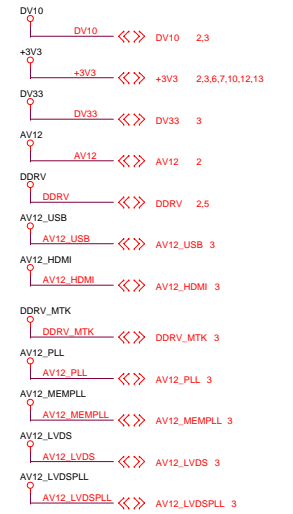 DV10
DV10 DV10 2,3
+3V3
+3V3 +3V3 2,3,6,7,10,12,13
DV33
DV33 DV33 3
AV12
AV12 AV12 2
DDRV
DDRV DDRV 2,5
AV12_USB
AV12_USB AV12_USB 3
AV12_HDMI
AV12_HDMI AV12_HDMI 3
DDRV_MTK
DDRV_MTK DDRV_MTK 3
AV12_PLL
AV12_PLL AV12_PLL 3
AV12_MEMPLL
AV12_MEMPLL AV12_MEMPLL 3
AV12_LVDS
AV12_LVDS AV12_LVDS 3
AV12_LVDSPLL
AV12_LVDSPLL AV12_LVDSPLL 3